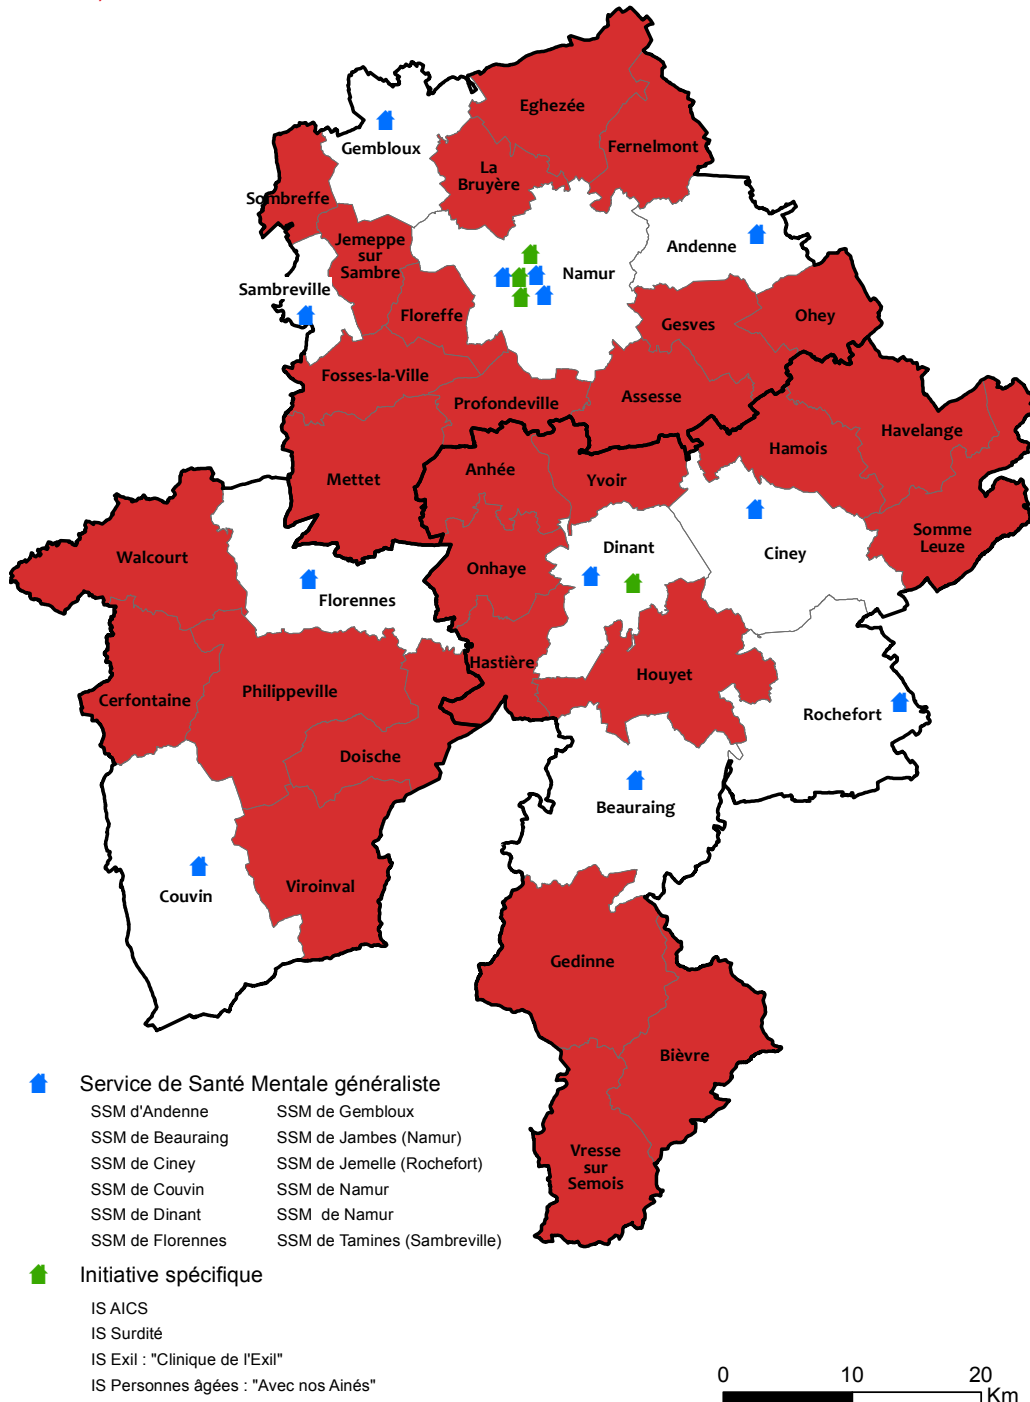 Eghezée
Gembloux
Fernelmont
La
Bruyère
Sombreffe
Jemeppe
sur
Sambre
Andenne
Namur
Sambreville
Floreffe
Gesves
Ohey
Fosses-la-Ville
Profondeville
Assesse
Havelange
Hamois
Mettet
Anhée
Yvoir
Somme
Leuze
Walcourt
Dinant
Ciney
Onhaye
Florennes
Hastière
Houyet
Philippeville
Cerfontaine
Rochefort
Doische
Beauraing
Viroinval
Couvin
Gedinne
Bièvre
Vresse
sur
Semois
Service de Santé Mentale généraliste
SSM d'Andenne
SSM de Beauraing
SSM de Ciney
SSM de Couvin
SSM de Dinant
SSM de Florennes
SSM de Gembloux
SSM de Jambes (Namur)
SSM de Jemelle (Rochefort)
SSM de Namur
SSM  de Namur
SSM de Tamines (Sambreville)
Initiative spécifique
IS AICS
IS Surdité
IS Exil : "Clinique de l'Exil"
IS Personnes âgées : "Avec nos Ainés"
0 10 20
Km